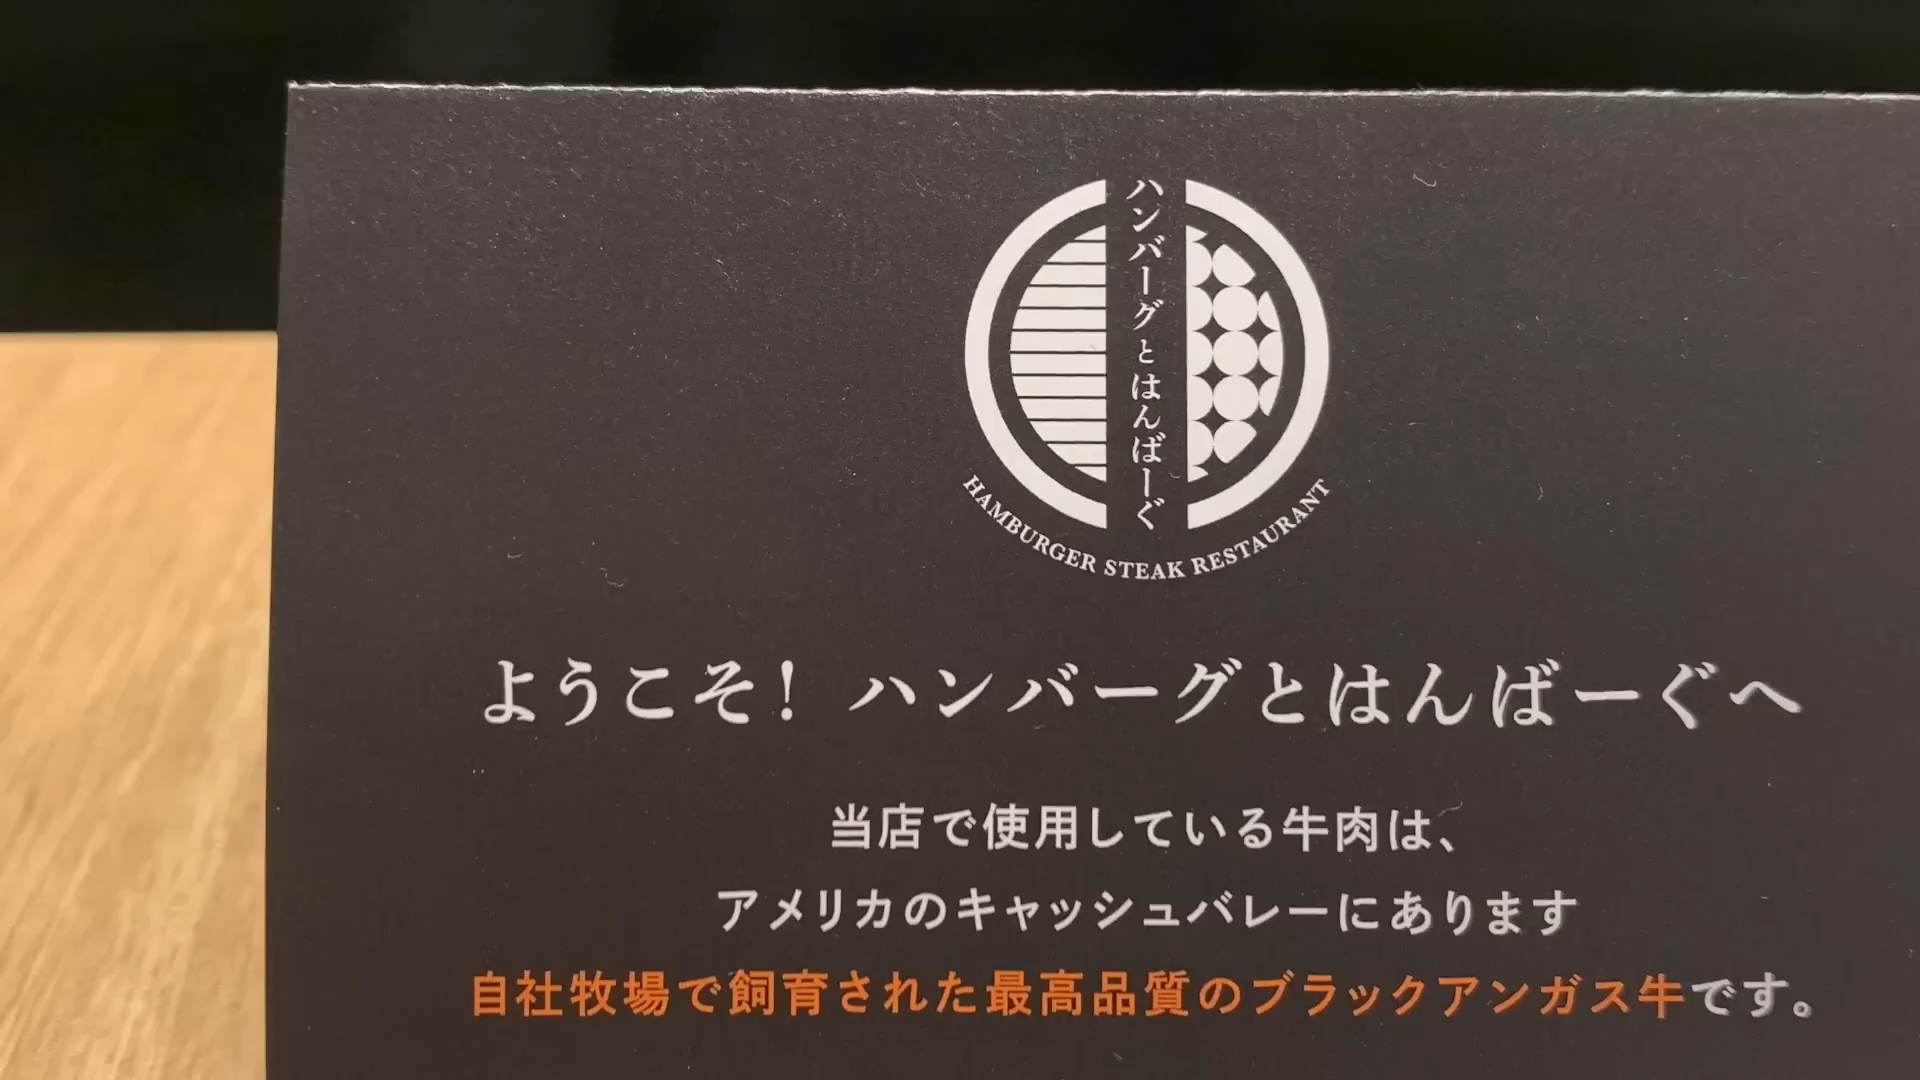 ハンバーグとはんばーぐ
HAMBURGER STEAK RESTAURANT
ようこそ! ハンバーグとはんばーぐへ
当店で使用している牛肉は、
アメリカのキャッシュバレーにあります
自社牧場で飼育された最高品質のブラックアンガス牛です。